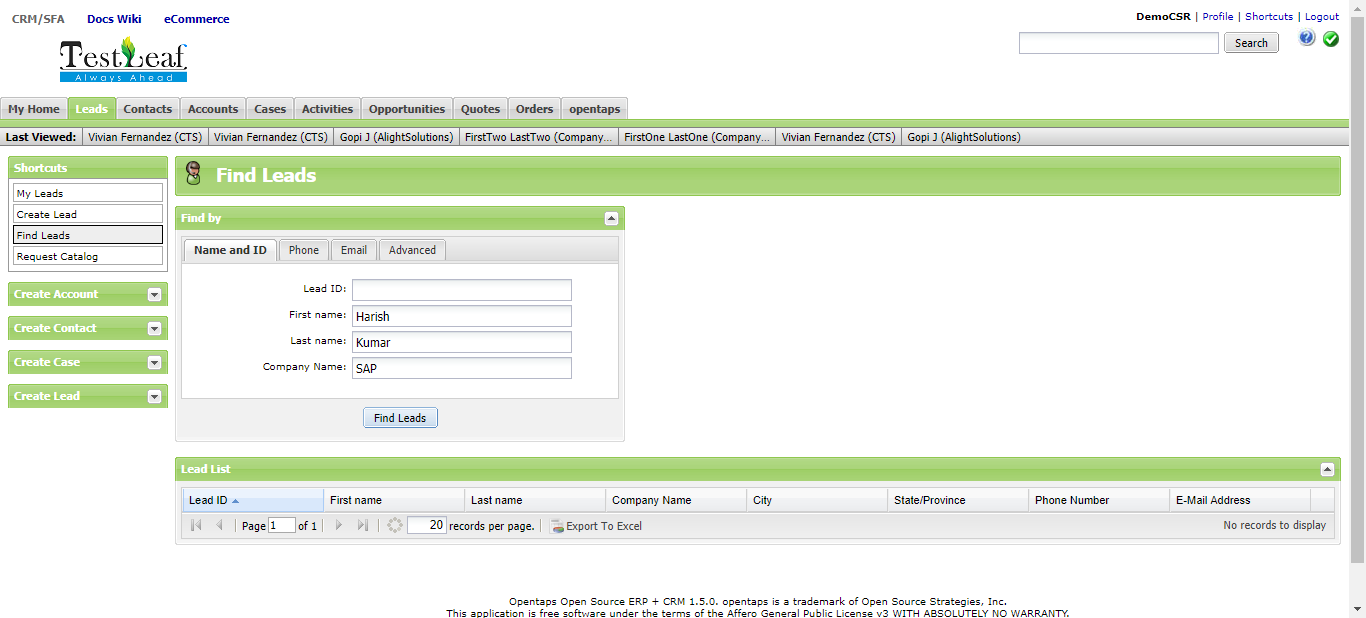 CRM/SFA Docs Wiki eCommerce
DemoCSR | Profile | Shortcuts | Logout
TestLeaf
Always Ahead
Search
My Home Leads Contacts Accounts Cases Activities Opportunities Quotes Orders opentaps
Last Viewed: Vivian Fernandez (CTS) Vivian Fernandez (CTS) Gopi J (AlightSolutions) FirstTwo LastTwo (Company... FirstOne LastOne (Company... Vivian Fernandez (CTS) Gopi J (AlightSolutions)
Shortcuts
My Leads
Create Lead
Find Leads
Request Catalog
Create Account
Create Contact
Create Case
Create Lead
Find Leads
Find by
Name and ID Phone Email Advanced
Lead ID:
First name: Harish
Last name: Kumar
Company Name: SAP
Find Leads
Lead List
Lead ID First name Last name Company Name City State/Province Phone Number E-Mail Address
Page 1 of 1 20 records per page. Export To Excel No records to display
Opentaps Open Source ERP + CRM 1.5.0. opentaps is a trademark of Open Source Strategies, Inc.
This application is free software under the terms of the Affero General Public License v3 WITH ABSOLUTELY NO WARRANTY.